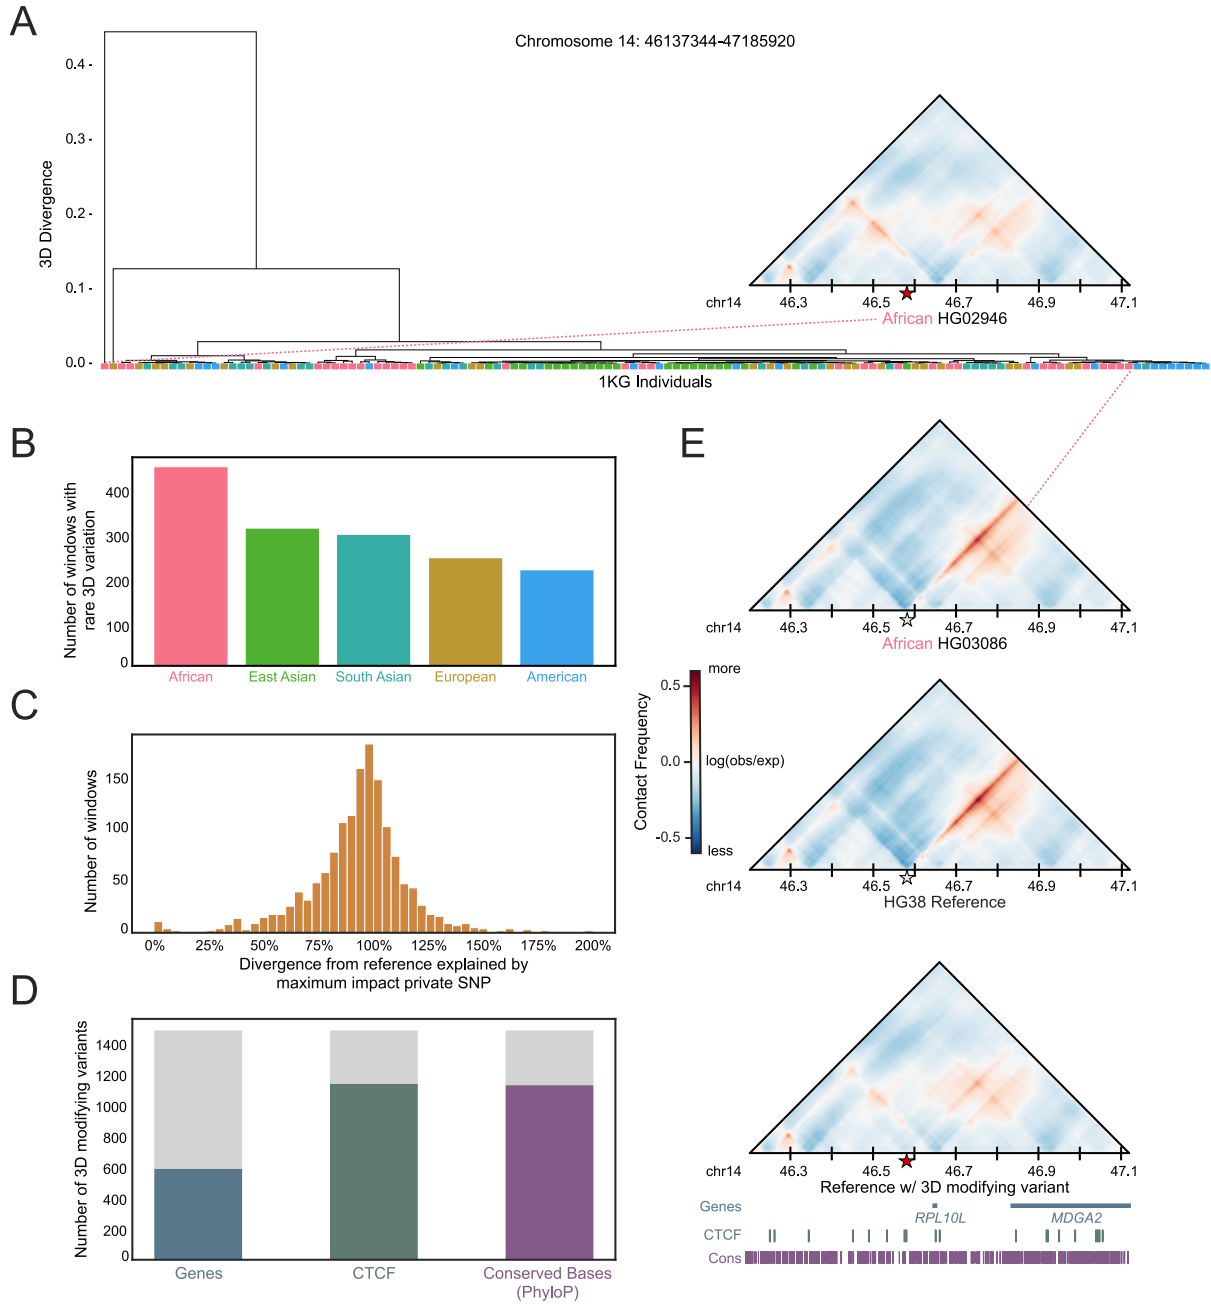 A
Chromosome 14: 46137344-47185920
3D Divergence
0.4
0.3
0.2
0.1
0.0
chr14
46.3
46.5
46.7
46.9
47.1
African HG02946
1KG Individuals
B
Number of windows with
rare 3D variation
400
300
200
100
0
African
East Asian
South Asian
European
American
C
Number of windows
150
100
50
0
0%
25%
50%
75%
100%
125%
150%
175%
200%
Divergence from reference explained by
maximum impact private SNP
D
Number of 3D modifying variants
1400
1200
1000
800
600
400
200
0
Genes
CTCF
Conserved Bases
(PhyloP)
E
chr14
46.3
46.5
46.7
46.9
47.1
African HG03086
Contact Frequency
more
0.5
0.0
log(obs/exp)
-0.5
less
chr14
46.3
46.5
46.7
46.9
47.1
HG38 Reference
chr14
46.3
46.5
46.7
46.9
47.1
Reference w/ 3D modifying variant
Genes
RPL10L
MDGA2
CTCF
Cons